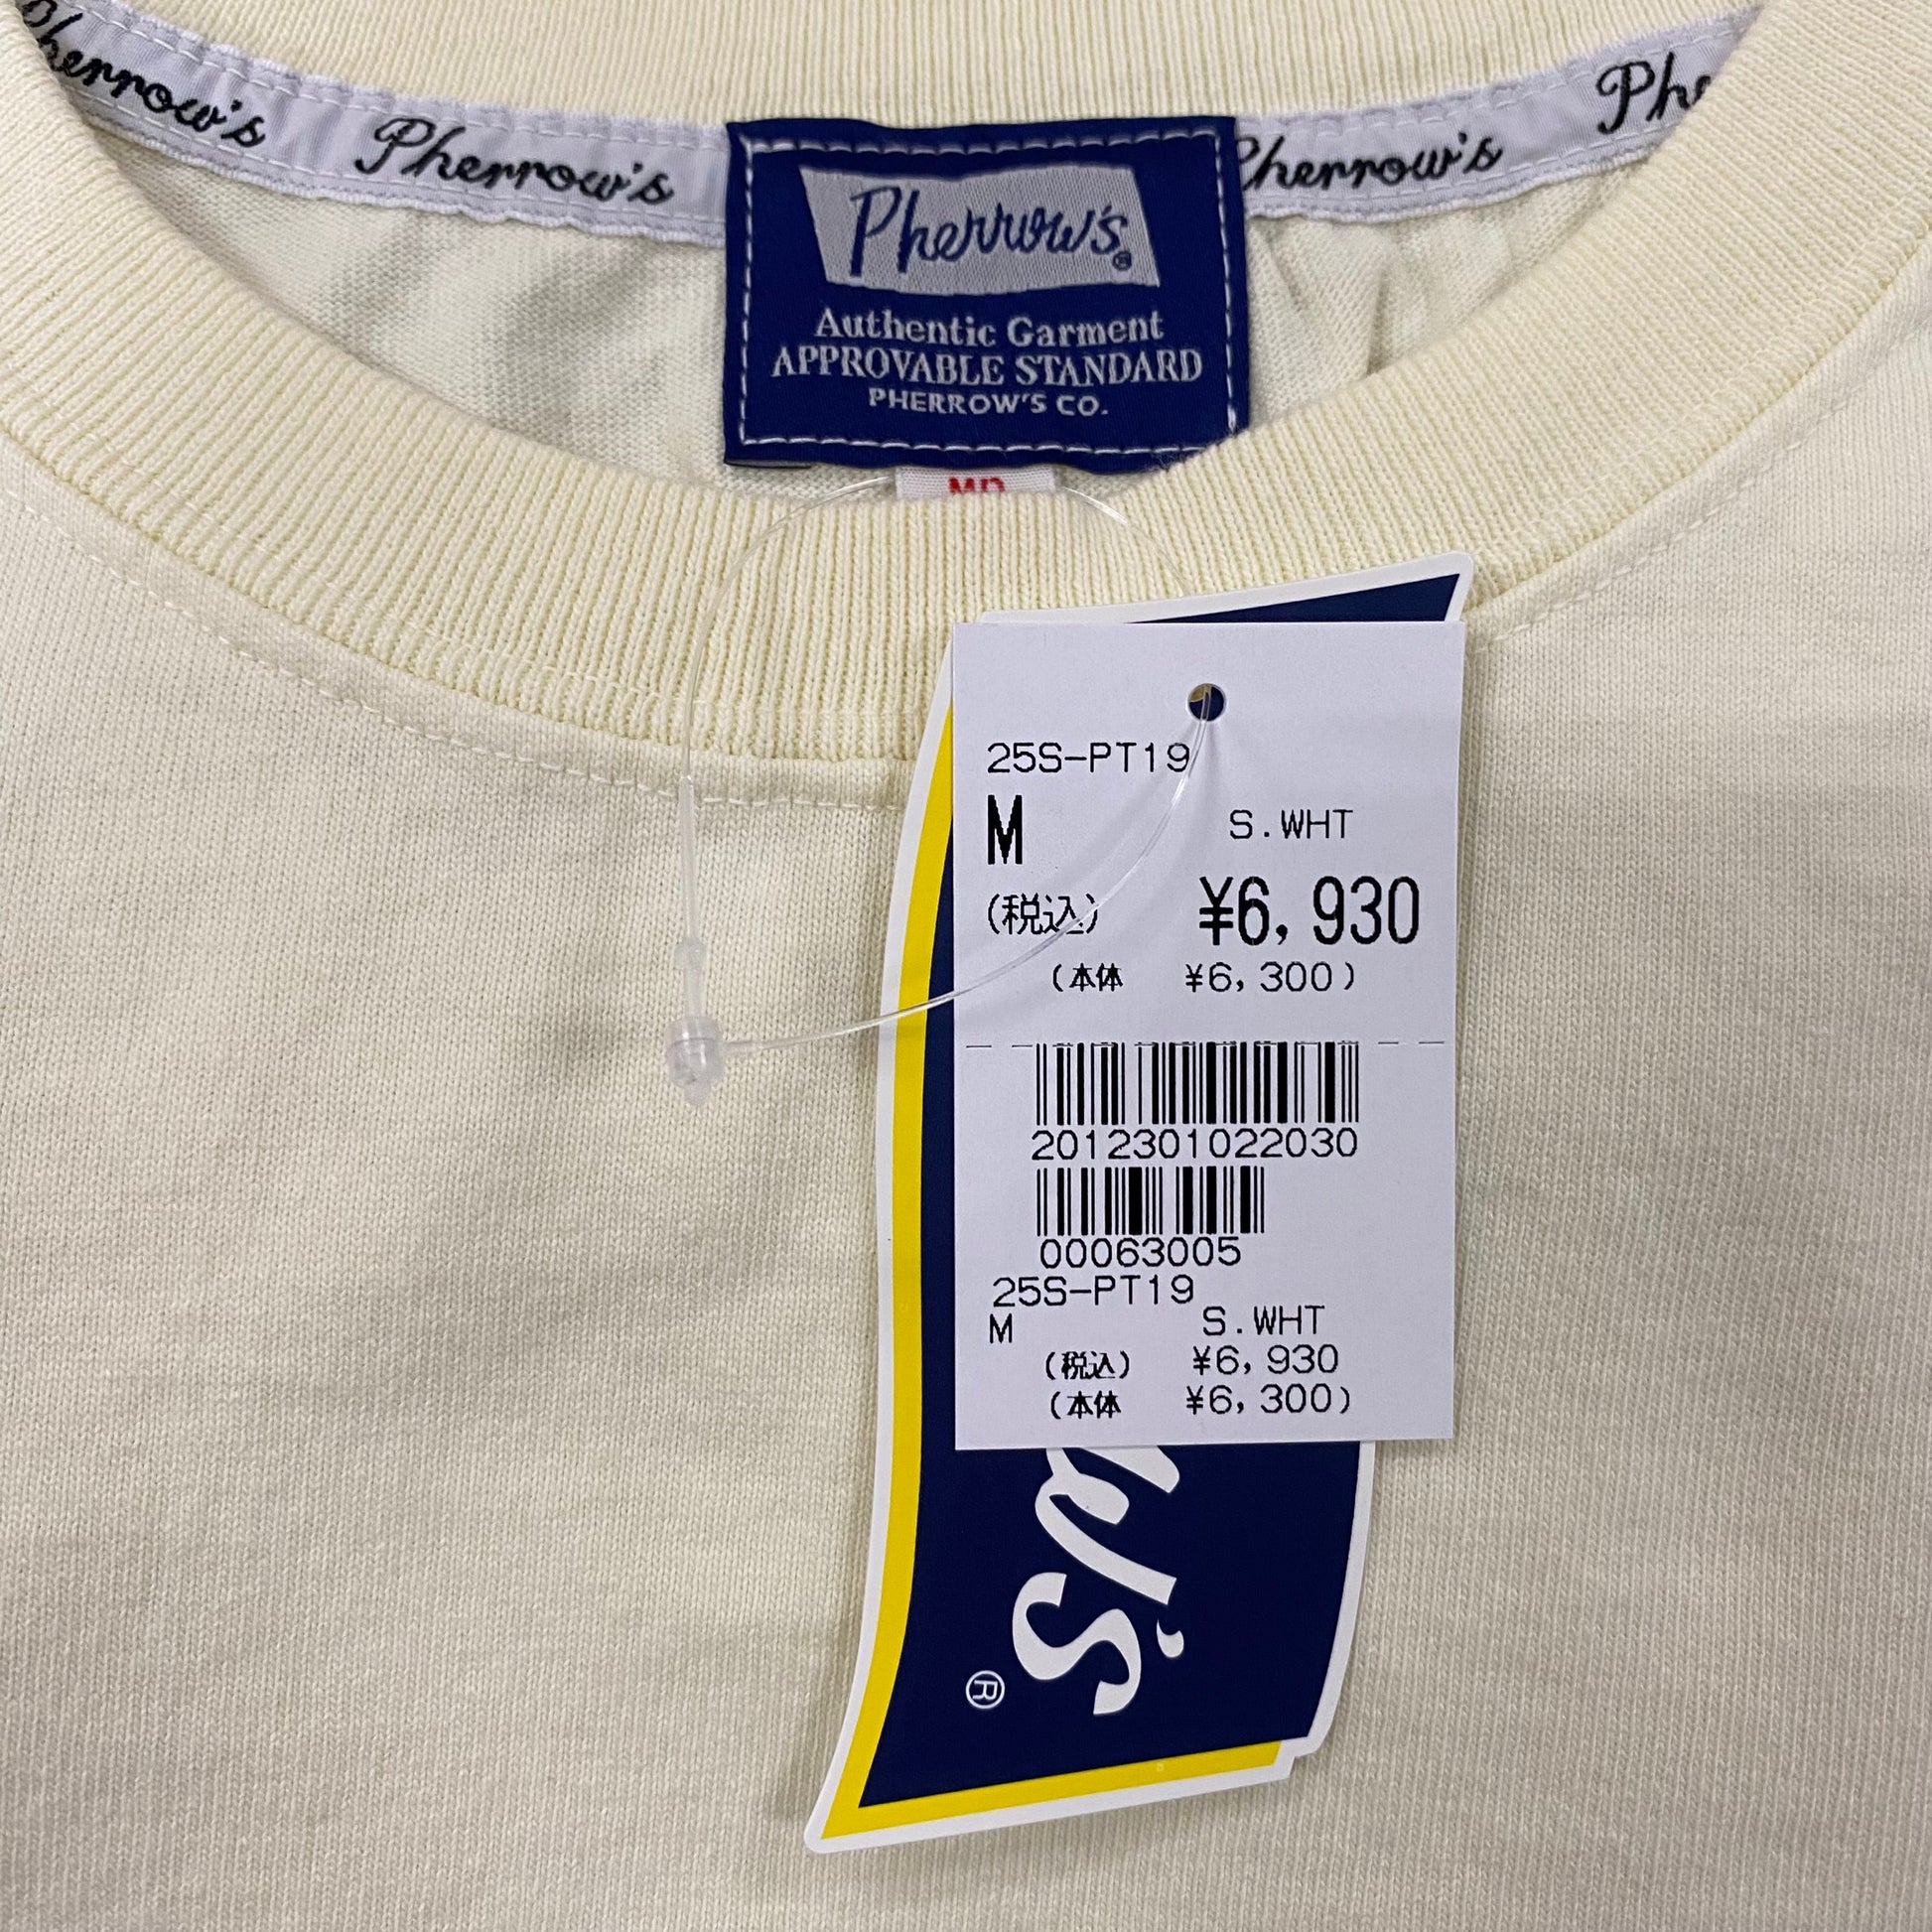 Pherrow's
Pherrow's
Pherrow's
Pherrow's®
Authentic Garment
APPROVABLE STANDARD
PHERROW'S CO.
25S-PT19
M
S.WHT
(税込) ¥6,930
(本体 ¥6,300)
2012301022030
00063005
25S-PT19
M
S.WHT
(税込) ¥6,930
(本体 ¥6,300)
w's
®